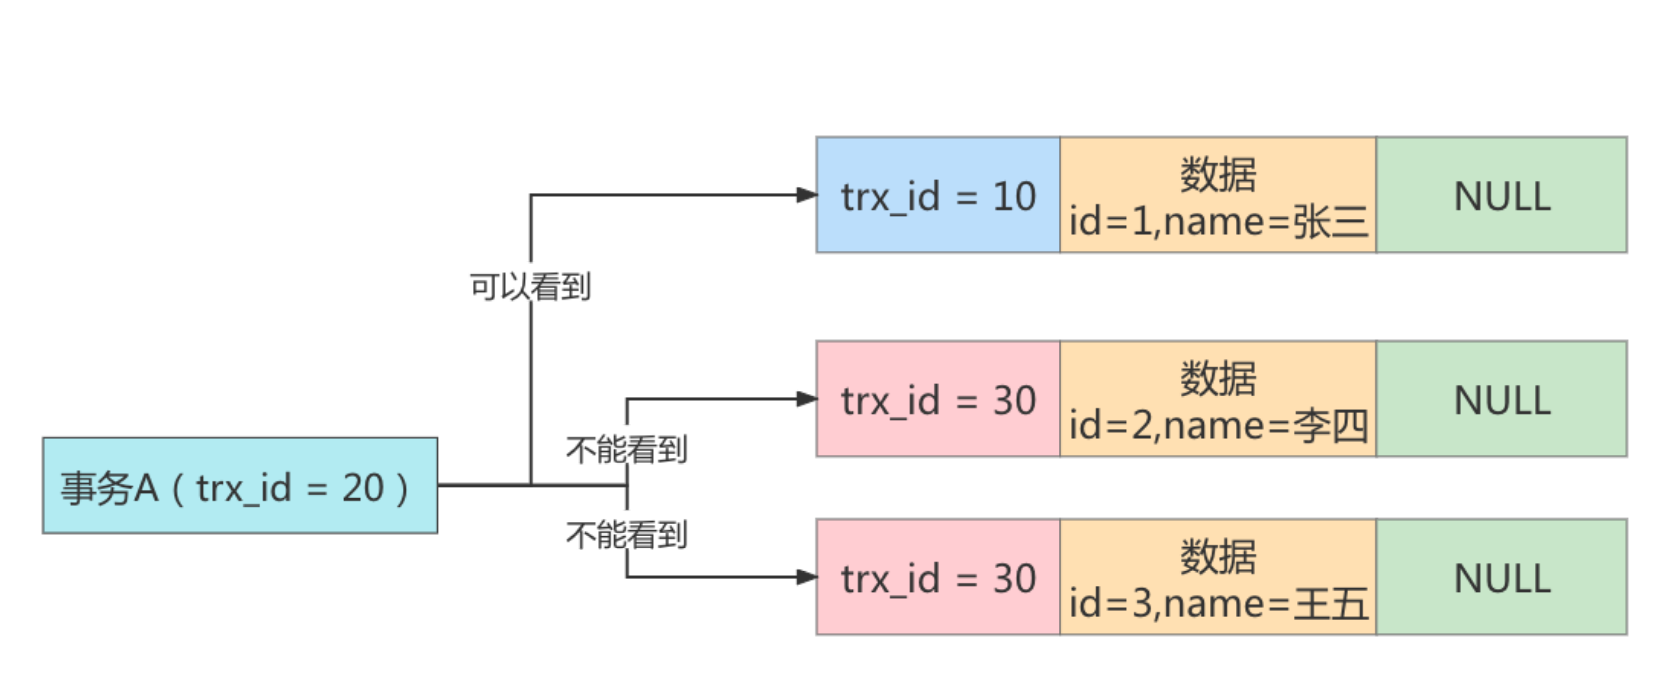 trx_id = 10
数据
id=1,name=张三
NULL
可以看到
trx_id = 30
数据
id=2,name=李四
NULL
不能看到
事务A（trx_id = 20）
不能看到
trx_id = 30
数据
id=3,name=王五
NULL